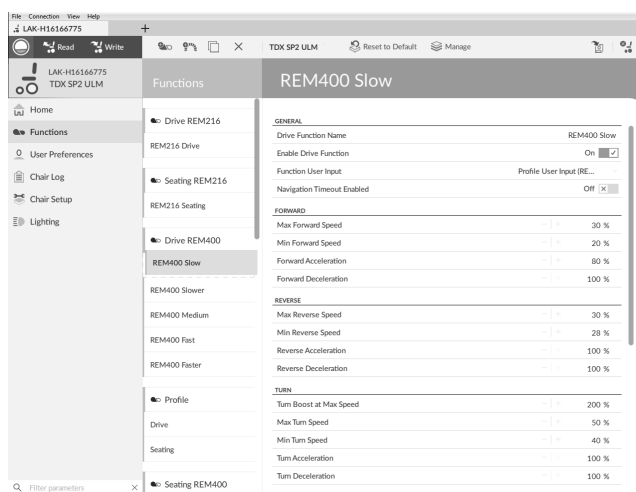 File Connection View Help
LAK-H16166775 +
Read Write TDX SP2 ULM Reset to Default Manage
LAK-H16166775
TDX SP2 ULM
Home
Functions
User Preferences
Chair Log
Chair Setup
Lighting
Filter parameters
Functions
Drive REM216
REM216 Drive
Seating REM216
REM216 Seating
Drive REM400
REM400 Slow
REM400 Slower
REM400 Medium
REM400 Fast
REM400 Faster
Profile
Drive
Seating
Seating REM400
REM400 Slow
GENERAL
Drive Function Name REM400 Slow
Enable Drive Function On
Function User Input Profile User Input (RE...
Navigation Timeout Enabled Off
FORWARD
Max Forward Speed 30 %
Min Forward Speed 20 %
Forward Acceleration 80 %
Forward Deceleration 100 %
REVERSE
Max Reverse Speed 30 %
Min Reverse Speed 28 %
Reverse Acceleration 100 %
Reverse Deceleration 100 %
TURN
Turn Boost at Max Speed 200 %
Max Turn Speed 50 %
Min Turn Speed 40 %
Turn Acceleration 100 %
Turn Deceleration 100 %